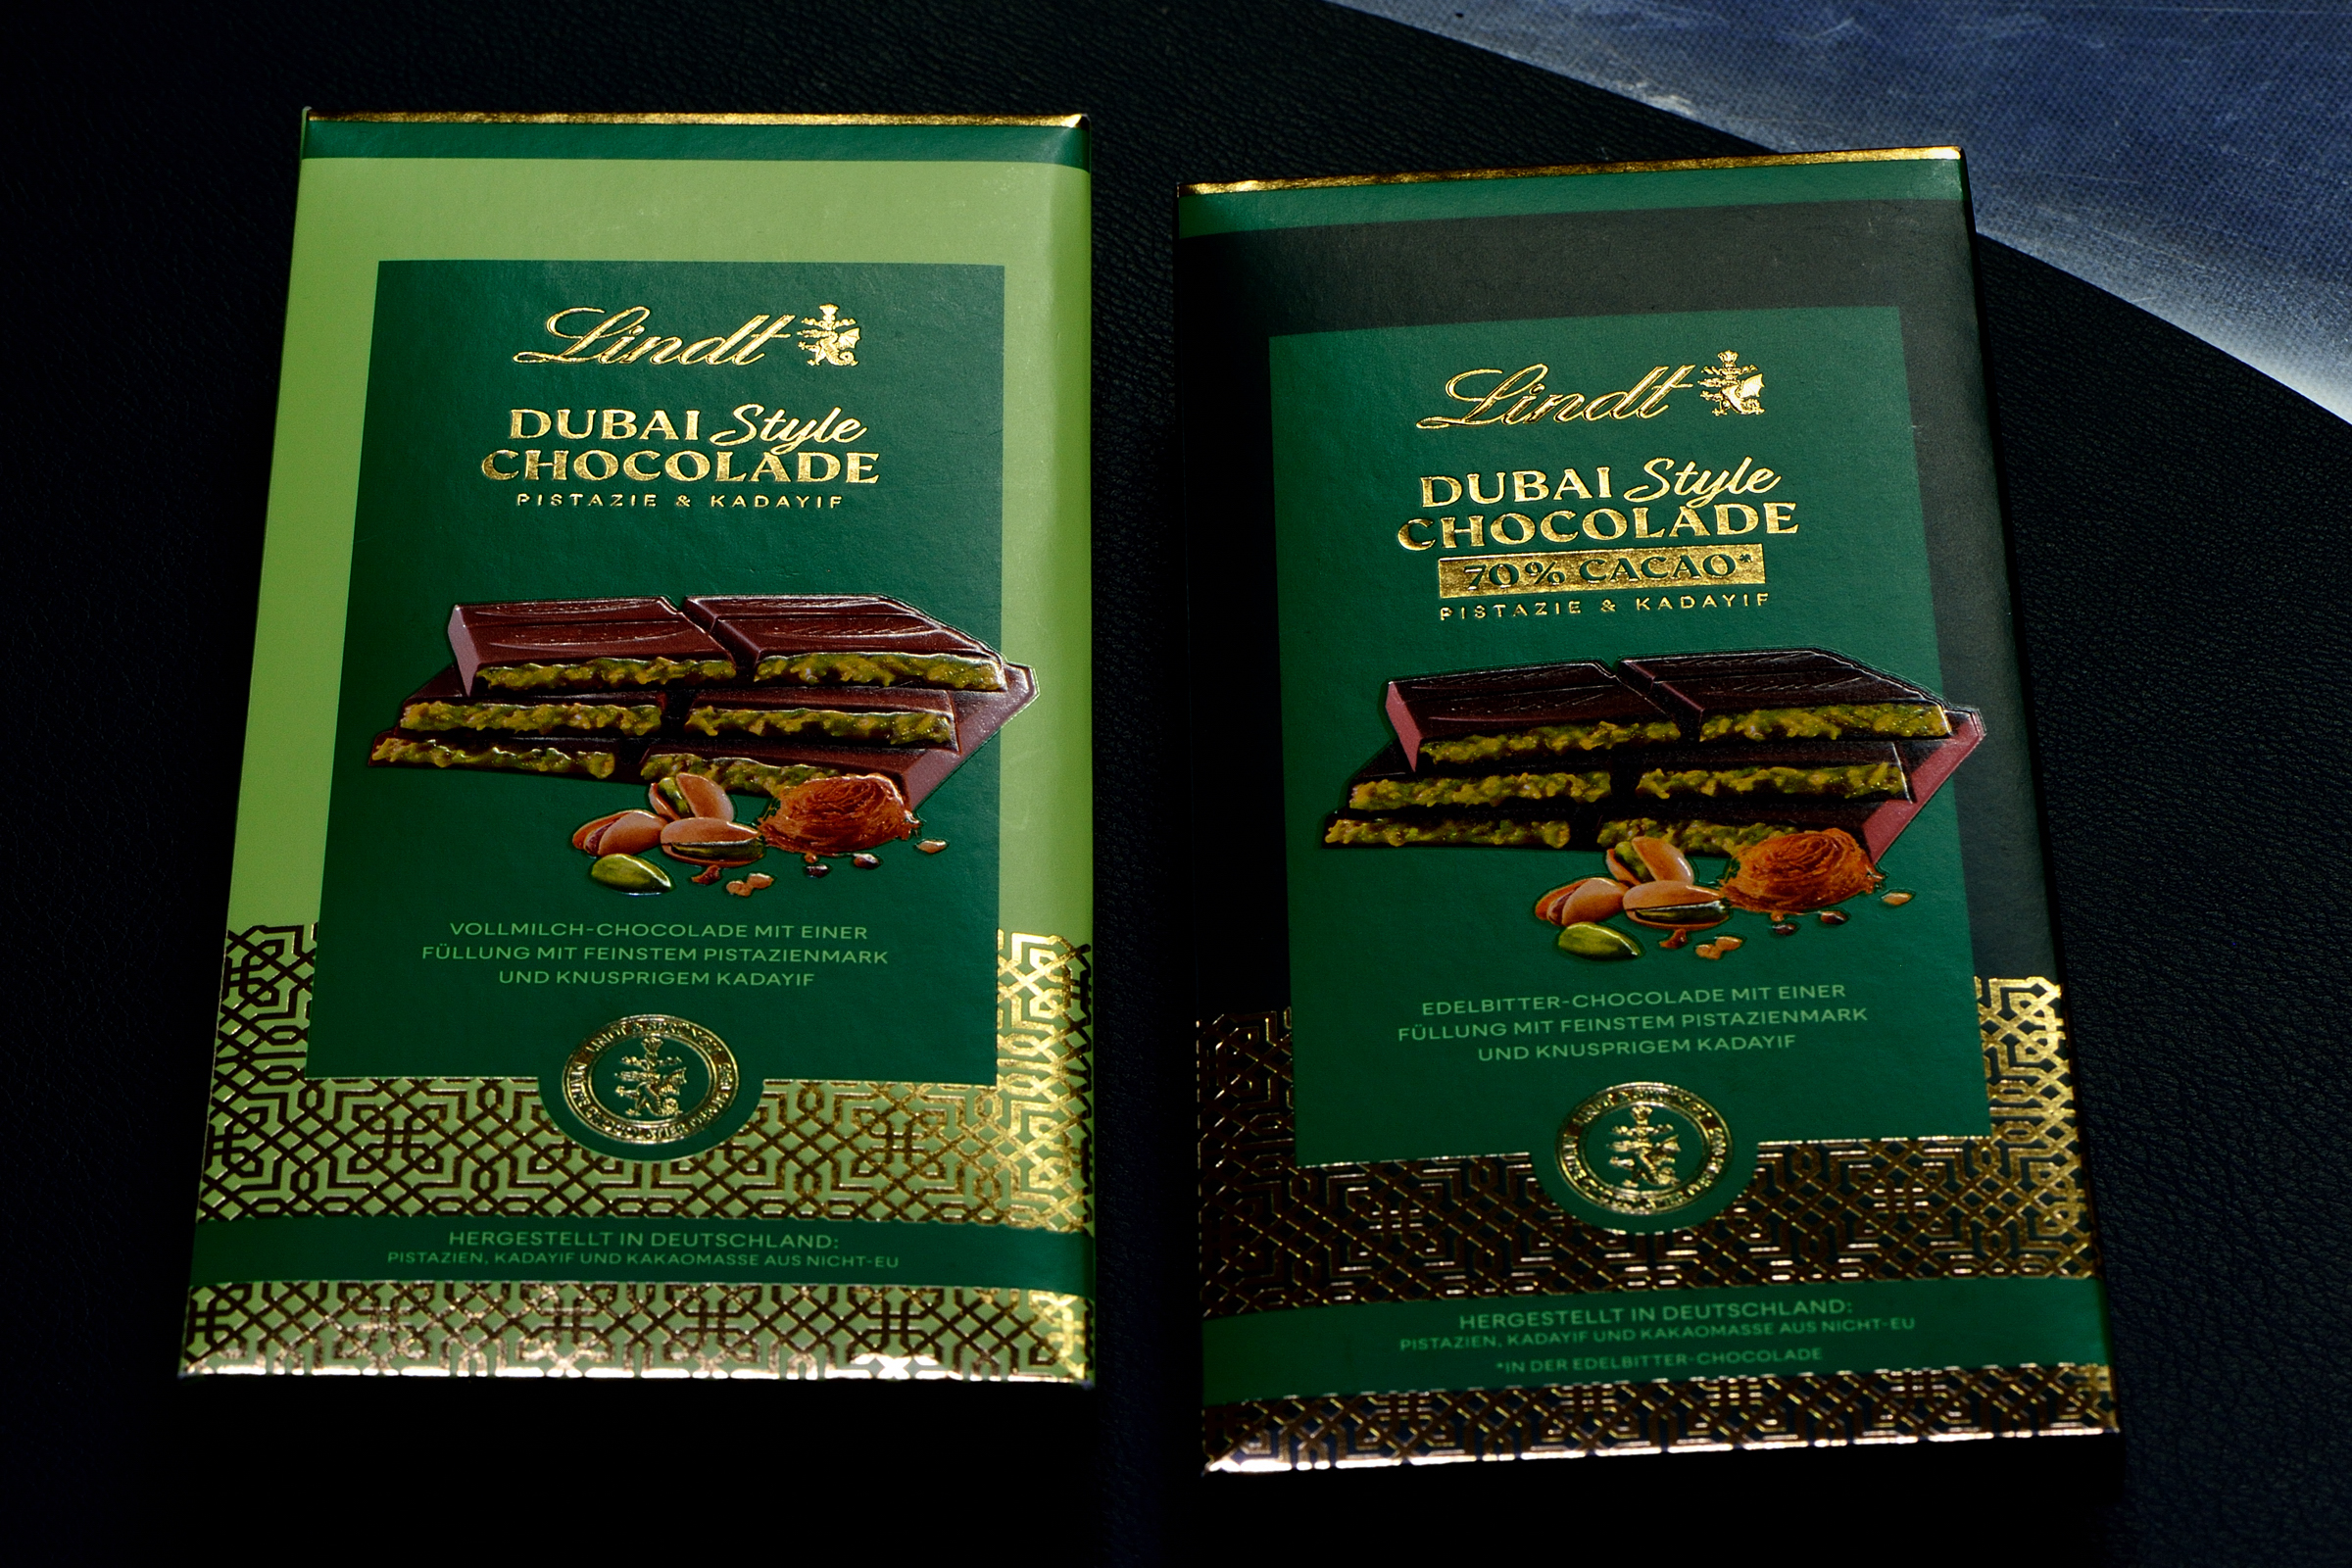 Lindt
DUBAI Style
CHOCOLADE
PISTAZIE & KADAYIF
VOLLMILCH-CHOCOLADE MIT EINER
FÜLLUNG MIT FEINSTEM PISTAZIENMARK
UND KNUSPRIGEM KADAYIF
HERGESTELLT IN DEUTSCHLAND:
PISTAZIEN, KADAYIF UND KAKAOMASSE AUS NICHT-EU
Lindt
DUBAI Style
CHOCOLADE
70% CACAO*
PISTAZIE & KADAYIF
EDELBITTER-CHOCOLADE MIT EINER
FÜLLUNG MIT FEINSTEM PISTAZIENMARK
UND KNUSPRIGEM KADAYIF
HERGESTELLT IN DEUTSCHLAND:
PISTAZIEN, KADAYIF UND KAKAOMASSE AUS NICHT-EU
*IN DER EDELBITTER-CHOCOLADE